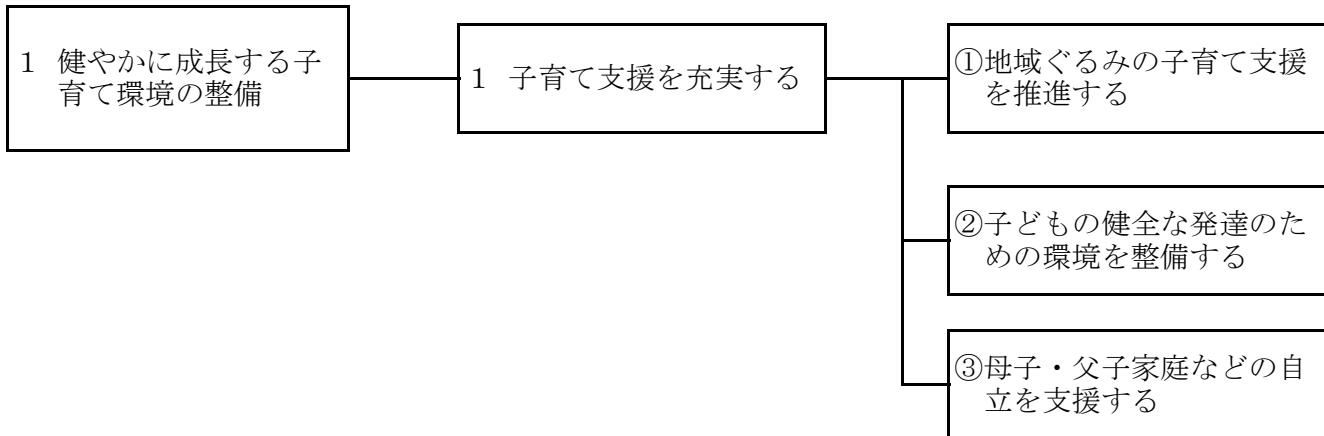 1 健やかに成長する子
育て環境の整備
1 子育て支援を充実する
①地域ぐるみの子育て支援
を推進する
②子どもの健全な発達のた
めの環境を整備する
③母子・父子家庭などの自
立を支援する